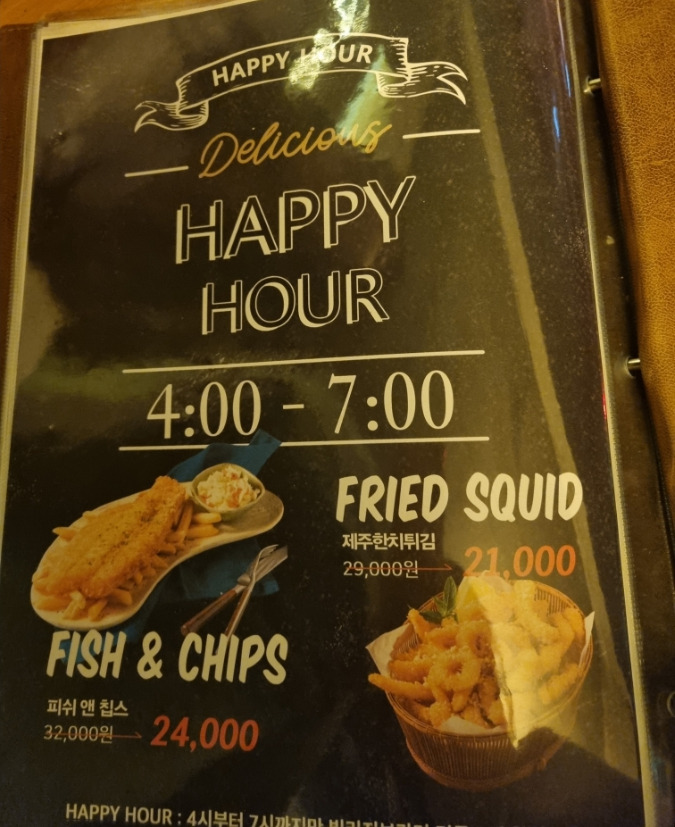 HAPPY HOUR
Delicious
HAPPY
HOUR
4:00 - 7:00
FRIED SQUID
제주한치튀김
29,000원 → 21,000
FISH & CHIPS
피쉬 앤 칩스
32,000원 → 24,000
HAPPY HOUR : 4시부터 7시까지만